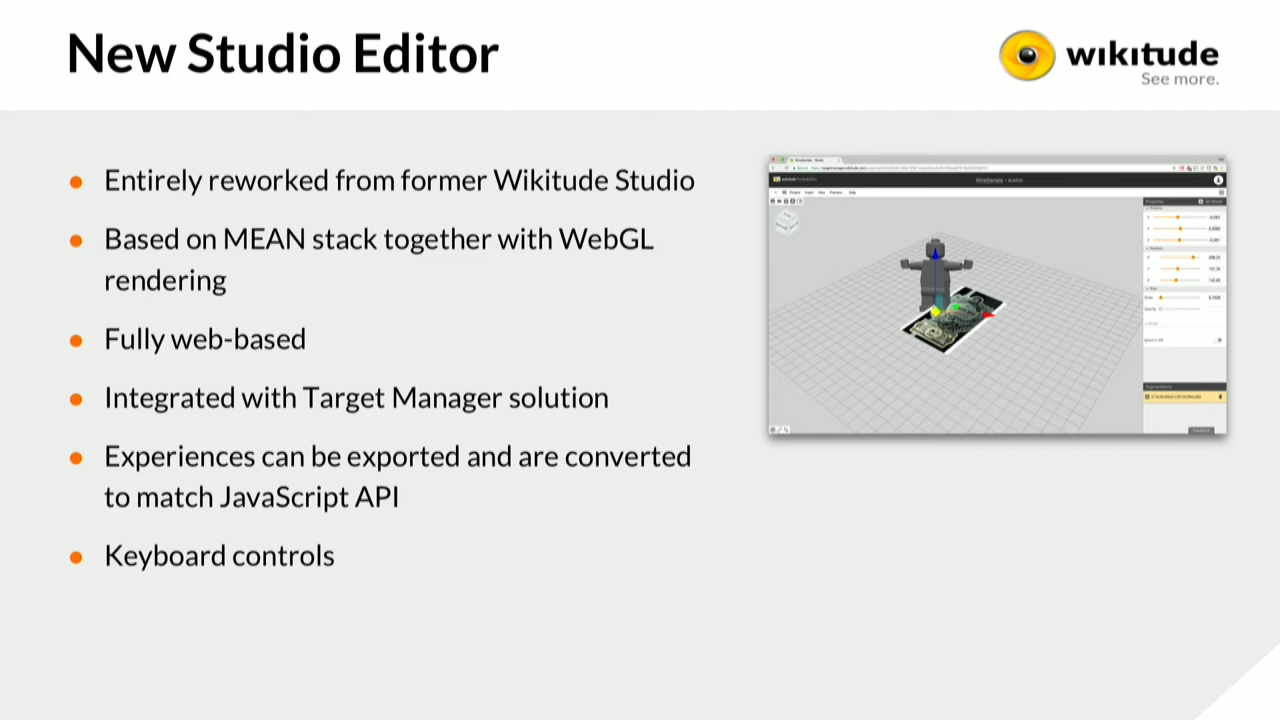 New Studio Editor
wikitude
See more.
Entirely reworked from former Wikitude Studio
Based on MEAN stack together with WebGL
rendering
Fully web-based
Integrated with Target Manager solution
Experiences can be exported and are converted
to match JavaScript API
Keyboard controls